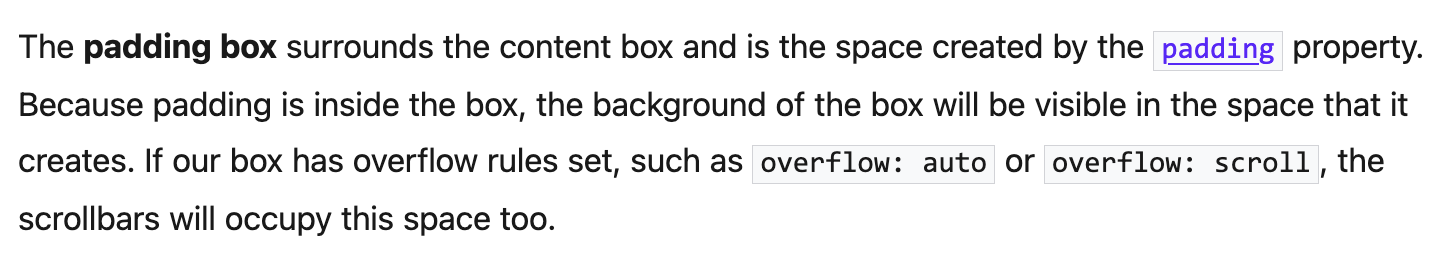 The padding box surrounds the content box and is the space created by the padding property.
Because padding is inside the box, the background of the box will be visible in the space that it
creates. If our box has overflow rules set, such as overflow: auto or overflow: scroll, the
scrollbars will occupy this space too.